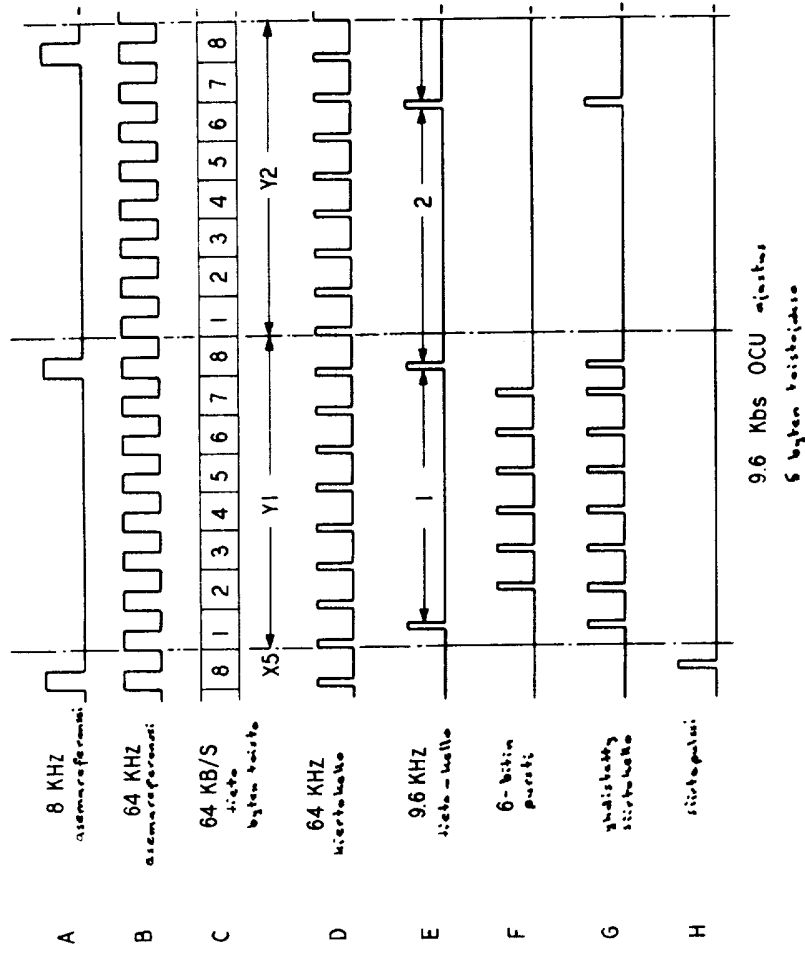 A
8 KHZ
asemareferenssi
B
64 KHZ
asemareferenssi
C
64 KB/S
tieto
byten toisto
8 1 2 3 4 5 6 7 8 1 2 3 4 5 6 7 8
X5 Y1 Y2
D
64 KHZ
kiertokello
E
9.6 KHZ
tieto-kello
1 2
F
6-bitin
pursti
G
yhdistetty
siirtokello
H
siirtopulssi
9.6 Kbs OCU ajastus
5 byten toistojakso